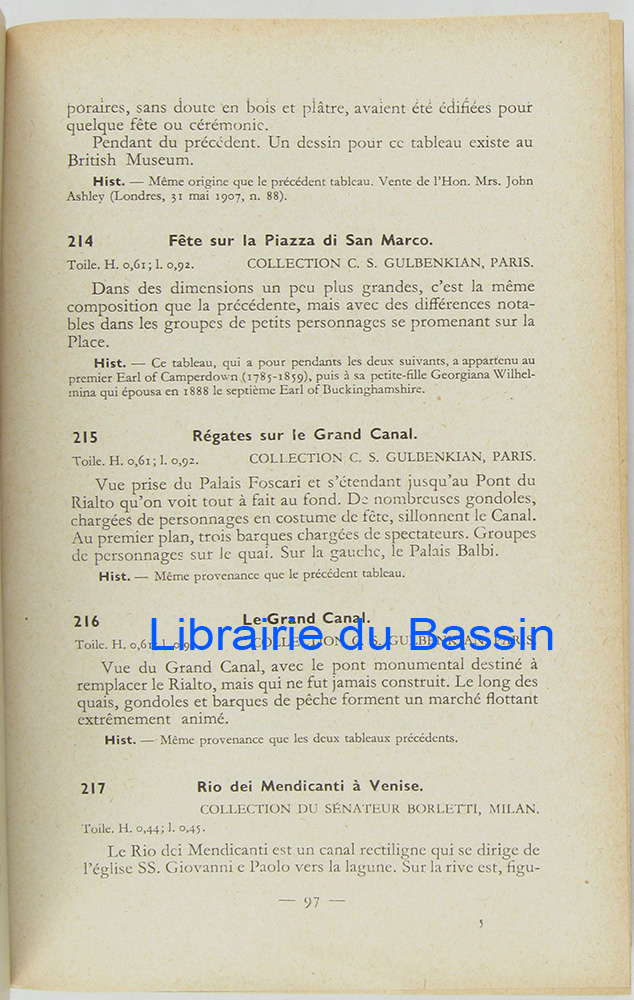 poraires, sans doute en bois et plâtre, avaient été édifiées pour
quelque fête ou cérémonie.
Pendant du précédent. Un dessin pour ce tableau existe au
British Museum.
Hist. — Même origine que le précédent tableau. Vente de l'Hon. Mrs. John
Ashley (Londres, 31 mai 1907, n. 88).
214 Fête sur la Piazza di San Marco.
Toile. H. 0,61; l. 0,92. COLLECTION C. S. GULBENKIAN, PARIS.
Dans des dimensions un peu plus grandes, c'est la même
composition que la précédente, mais avec des différences nota-
bles dans les groupes de petits personnages se promenant sur la
Place.
Hist. — Ce tableau, qui a pour pendants les deux suivants, a appartenu au
premier Earl of Camperdown (1785-1859), puis à sa petite-fille Georgiana Wilhel-
mina qui épousa en 1888 le septième Earl of Buckinghamshire.
215 Régates sur le Grand Canal.
Toile. H. 0,61; l. 0,92. COLLECTION C. S. GULBENKIAN, PARIS.
Vue prise du Palais Foscari et s'étendant jusqu'au Pont du
Rialto qu'on voit tout à fait au fond. De nombreuses gondoles,
chargées de personnages en costume de fête, sillonnent le Canal.
Au premier plan, trois barques chargées de spectateurs. Groupes
de personnages sur le quai. Sur la gauche, le Palais Balbi.
Hist. — Même provenance que le précédent tableau.
216 Le Grand Canal.
Librairie du Bassin
Toile. H. 0,61; l. 0,92. COLLECTION C. S. GULBENKIAN, PARIS.
Vue du Grand Canal, avec le pont monumental destiné à
remplacer le Rialto, mais qui ne fut jamais construit. Le long des
quais, gondoles et barques de pêche forment un marché flottant
extrêmement animé.
Hist. — Même provenance que les deux tableaux précédents.
217 Rio dei Mendicanti à Venise.
COLLECTION DU SÉNATEUR BORLETTI, MILAN.
Toile. H. 0,44; l. 0,45.
Le Rio dei Mendicanti est un canal rectiligne qui se dirige de
l'église SS. Giovanni e Paolo vers la lagune. Sur la rive est, figu-
— 97 —
5